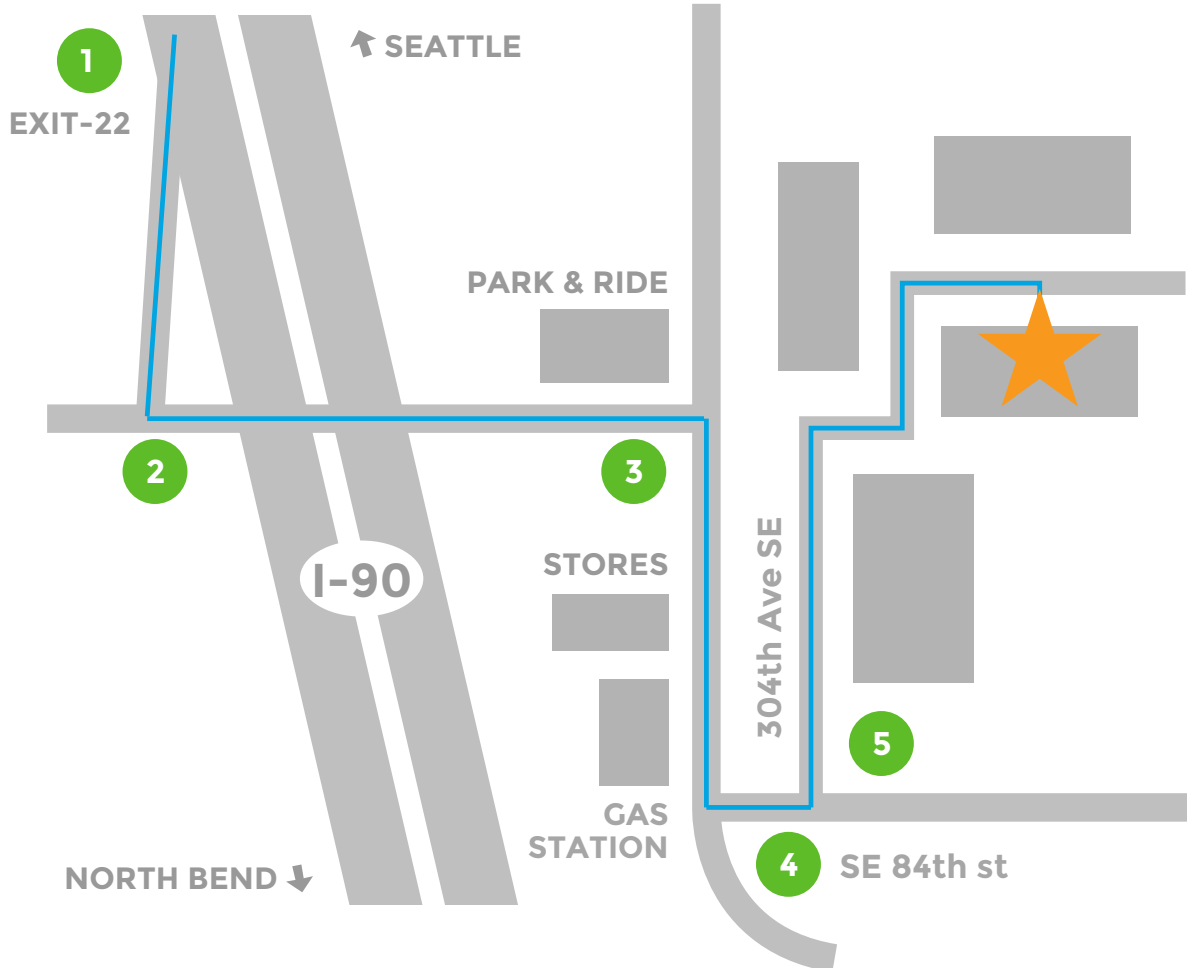 1
SEATTLE
EXIT-22
PARK & RIDE
2
3
304th Ave SE
STORES
I-90
5
GAS
STATION
4
SE 84th st
NORTH BEND